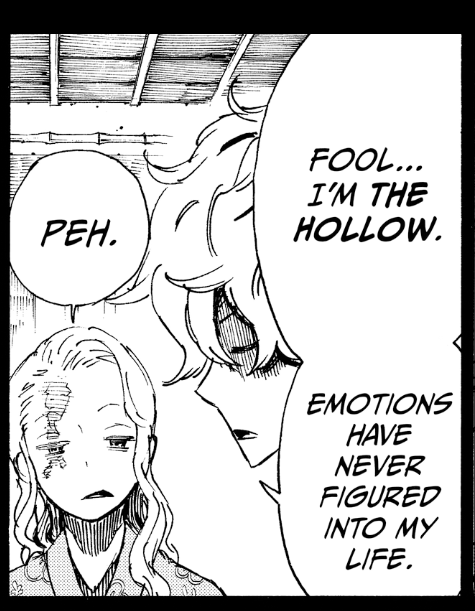 FOOL...
I'M THE
HOLLOW.
EMOTIONS
HAVE
NEVER
FIGURED
INTO MY
LIFE.
PEH.